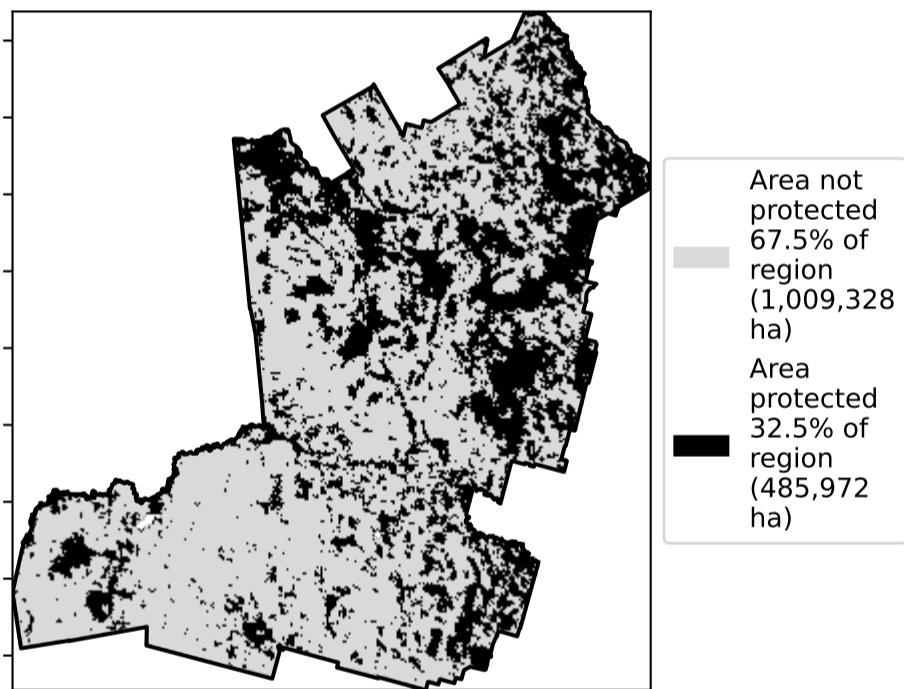 Area not
protected
67.5% of
region
(1,009,328
ha)
Area
protected
32.5% of
region
(485,972
ha)